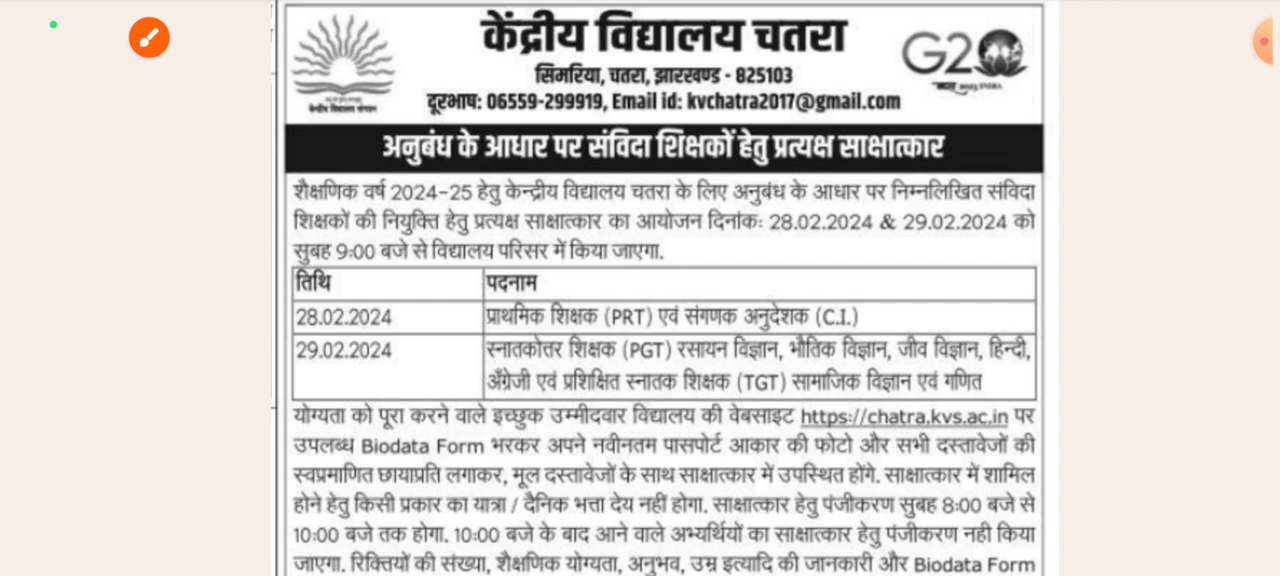 केंद्रीय विद्यालय चतरा
सिमरिया, चतरा, झारखण्ड - 825103
दूरभाष: 06559-299919, Email id: kvchatra2017@gmail.com
केन्द्रीय विद्यालय संगठन
G20
भारत 2023 INDIA
अनुबंध के आधार पर संविदा शिक्षकों हेतु प्रत्यक्ष साक्षात्कार
शैक्षणिक वर्ष 2024-25 हेतु केन्द्रीय विद्यालय चतरा के लिए अनुबंध के आधार पर निम्नलिखित संविदा
शिक्षकों की नियुक्ति हेतु प्रत्यक्ष साक्षात्कार का आयोजन दिनांक: 28.02.2024 & 29.02.2024 को
सुबह 9:00 बजे से विद्यालय परिसर में किया जाएगा.
तिथि पदनाम
28.02.2024 प्राथमिक शिक्षक (PRT) एवं संगणक अनुदेशक (C.I.)
29.02.2024 स्नातकोतर शिक्षक (PGT) रसायन विज्ञान, भौतिक विज्ञान, जीव विज्ञान, हिन्दी,
अँग्रेजी एवं प्रशिक्षित स्नातक शिक्षक (TGT) सामाजिक विज्ञान एवं गणित
योग्यता को पूरा करने वाले इच्छुक उम्मीदवार विद्यालय की वेबसाइट https://chatra.kvs.ac.in पर
उपलब्ध Biodata Form भरकर अपने नवीनतम पासपोर्ट आकार की फोटो और सभी दस्तावेजों की
स्वप्रमाणित छायाप्रति लगाकर, मूल दस्तावेजों के साथ साक्षात्कार में उपस्थित होंगे. साक्षात्कार में शामिल
होने हेतु किसी प्रकार का यात्रा / दैनिक भत्ता देय नहीं होगा. साक्षात्कार हेतु पंजीकरण सुबह 8:00 बजे से
10:00 बजे तक होगा. 10:00 बजे के बाद आने वाले अभ्यर्थियों का साक्षात्कार हेतु पंजीकरण नही किया
जाएगा. रिक्तियों की संख्या, शैक्षणिक योग्यता, अनुभव, उम्र इत्यादि की जानकारी और Biodata Form